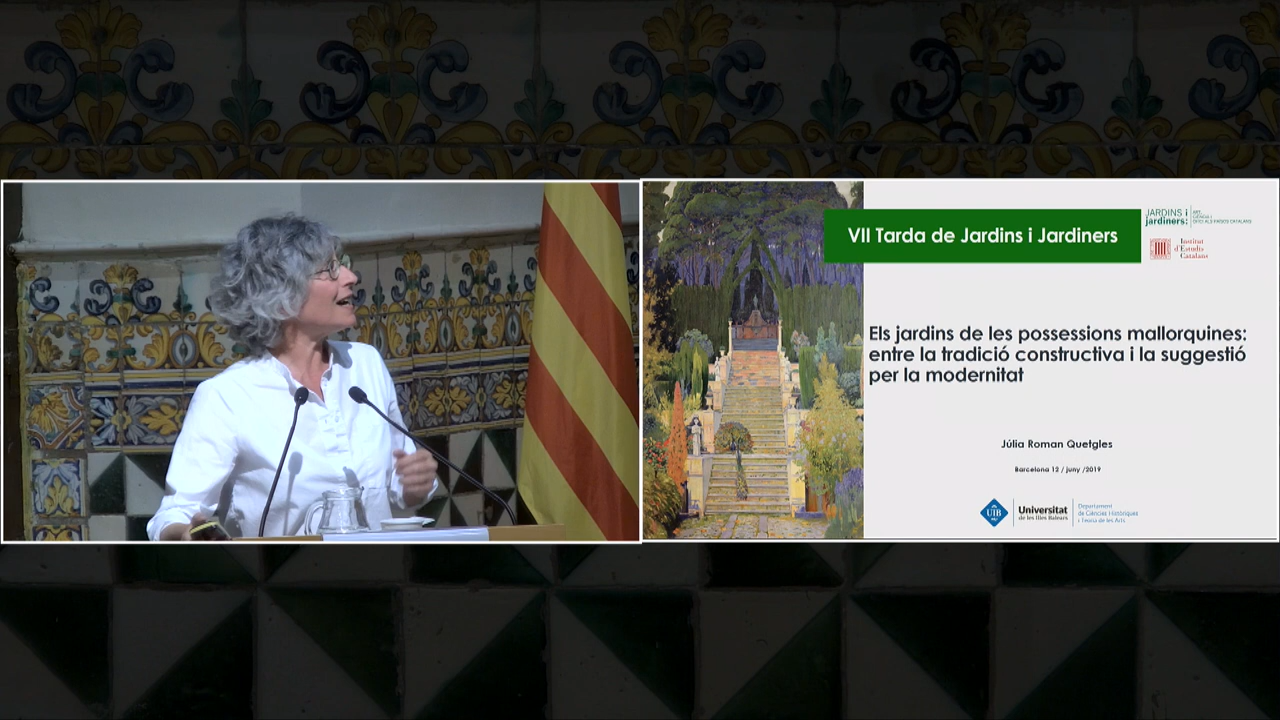 VII Tarda de Jardins i Jardiners
JARDINS i
jardiners:
Institut
d'Estudis
Catalans
Els jardins de les possessions mallorquines:
entre la tradició constructiva i la suggestió
per la modernitat
Júlia Roman Quetgles
Barcelona 12 / juny /2019
UIB
Universitat
de les Illes Balears
Departament
de Ciències Històriques
i Teoria de les Arts